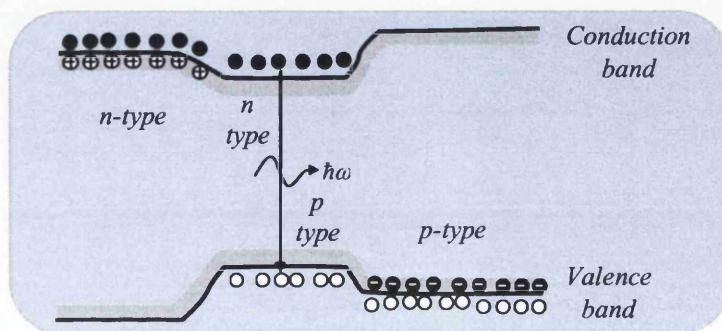 Conduction
band
n-type
n
type
ħω
p
type
p-type
Valence
band